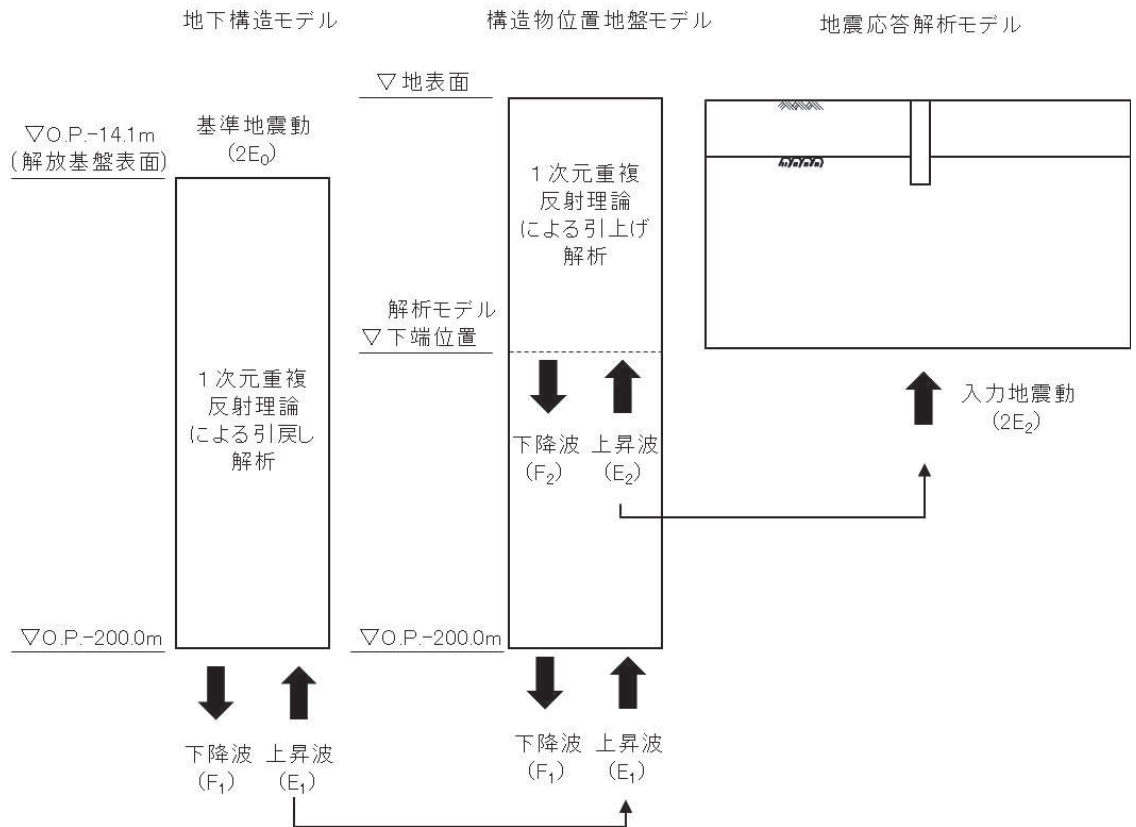 地下構造モデル
構造物位置地盤モデル
地震応答解析モデル
▽O.P.-14.1m
(解放基盤表面)
基準地震動
(2E₀)
1次元重複
反射理論
による引戻し
解析
▽O.P.-200.0m
下降波
(F₁)
上昇波
(E₁)
▽地表面
1次元重複
反射理論
による引上げ
解析
解析モデル
▽下端位置
下降波
(F₂)
上昇波
(E₂)
▽O.P.-200.0m
下降波
(F₁)
上昇波
(E₁)
入力地震動
(2E₂)